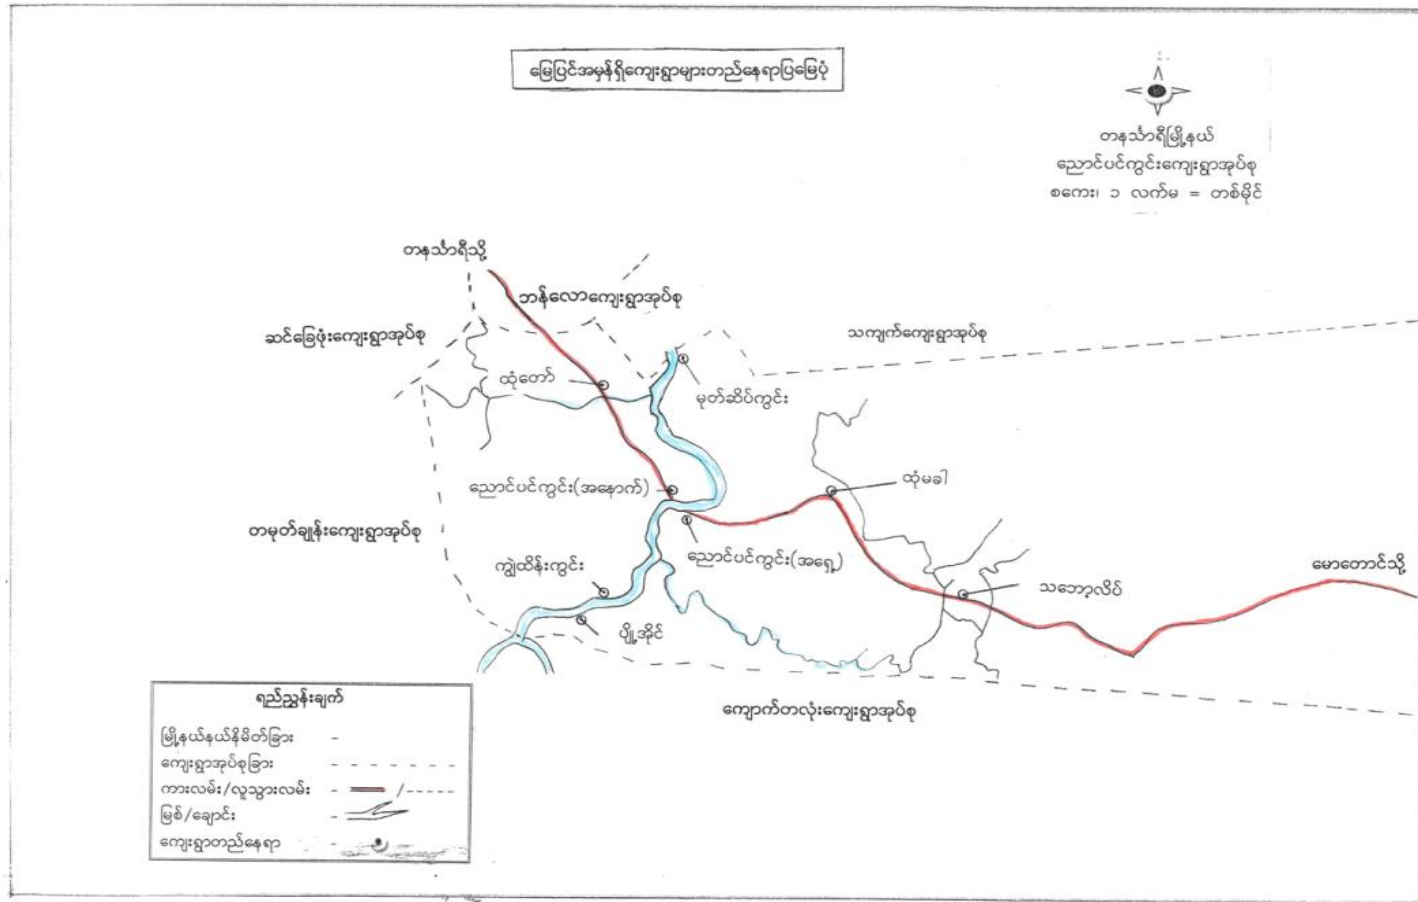 မြေပြင်အမှန်ရှိကျေးရွာများတည်နေရာပြမြေပုံ
တနင်္သာရီမြို့နယ်
ညောင်ပင်ကွင်းကျေးရွာအုပ်စု
စကေး၊ ၁ လက်မ = တစ်မိုင်
တနင်္သာရီသို့
ဘန်လောကျေးရွာအုပ်စု
ဆင်ခြေဖုံးကျေးရွာအုပ်စု
သကျက်ကျေးရွာအုပ်စု
ထုံတော်
မုတ်ဆိပ်ကွင်း
ညောင်ပင်ကွင်း(အနောက်)
ထုံမခါ
တမုတ်ချုန်းကျေးရွာအုပ်စု
ညောင်ပင်ကွင်း(အရှေ့)
ကျွဲထိန်းကွင်း
မောတောင်သို့
သဘော့လိပ်
ပျို့အိုင်
ကျောက်တလုံးကျေးရွာအုပ်စု
ရည်ညွှန်းချက်
မြို့နယ်နယ်နိမိတ်ခြား -
ကျေးရွာအုပ်စုခြား
ကားလမ်း/လူသွားလမ်း - /
မြစ်/ချောင်း -
ကျေးရွာတည်နေရာ -